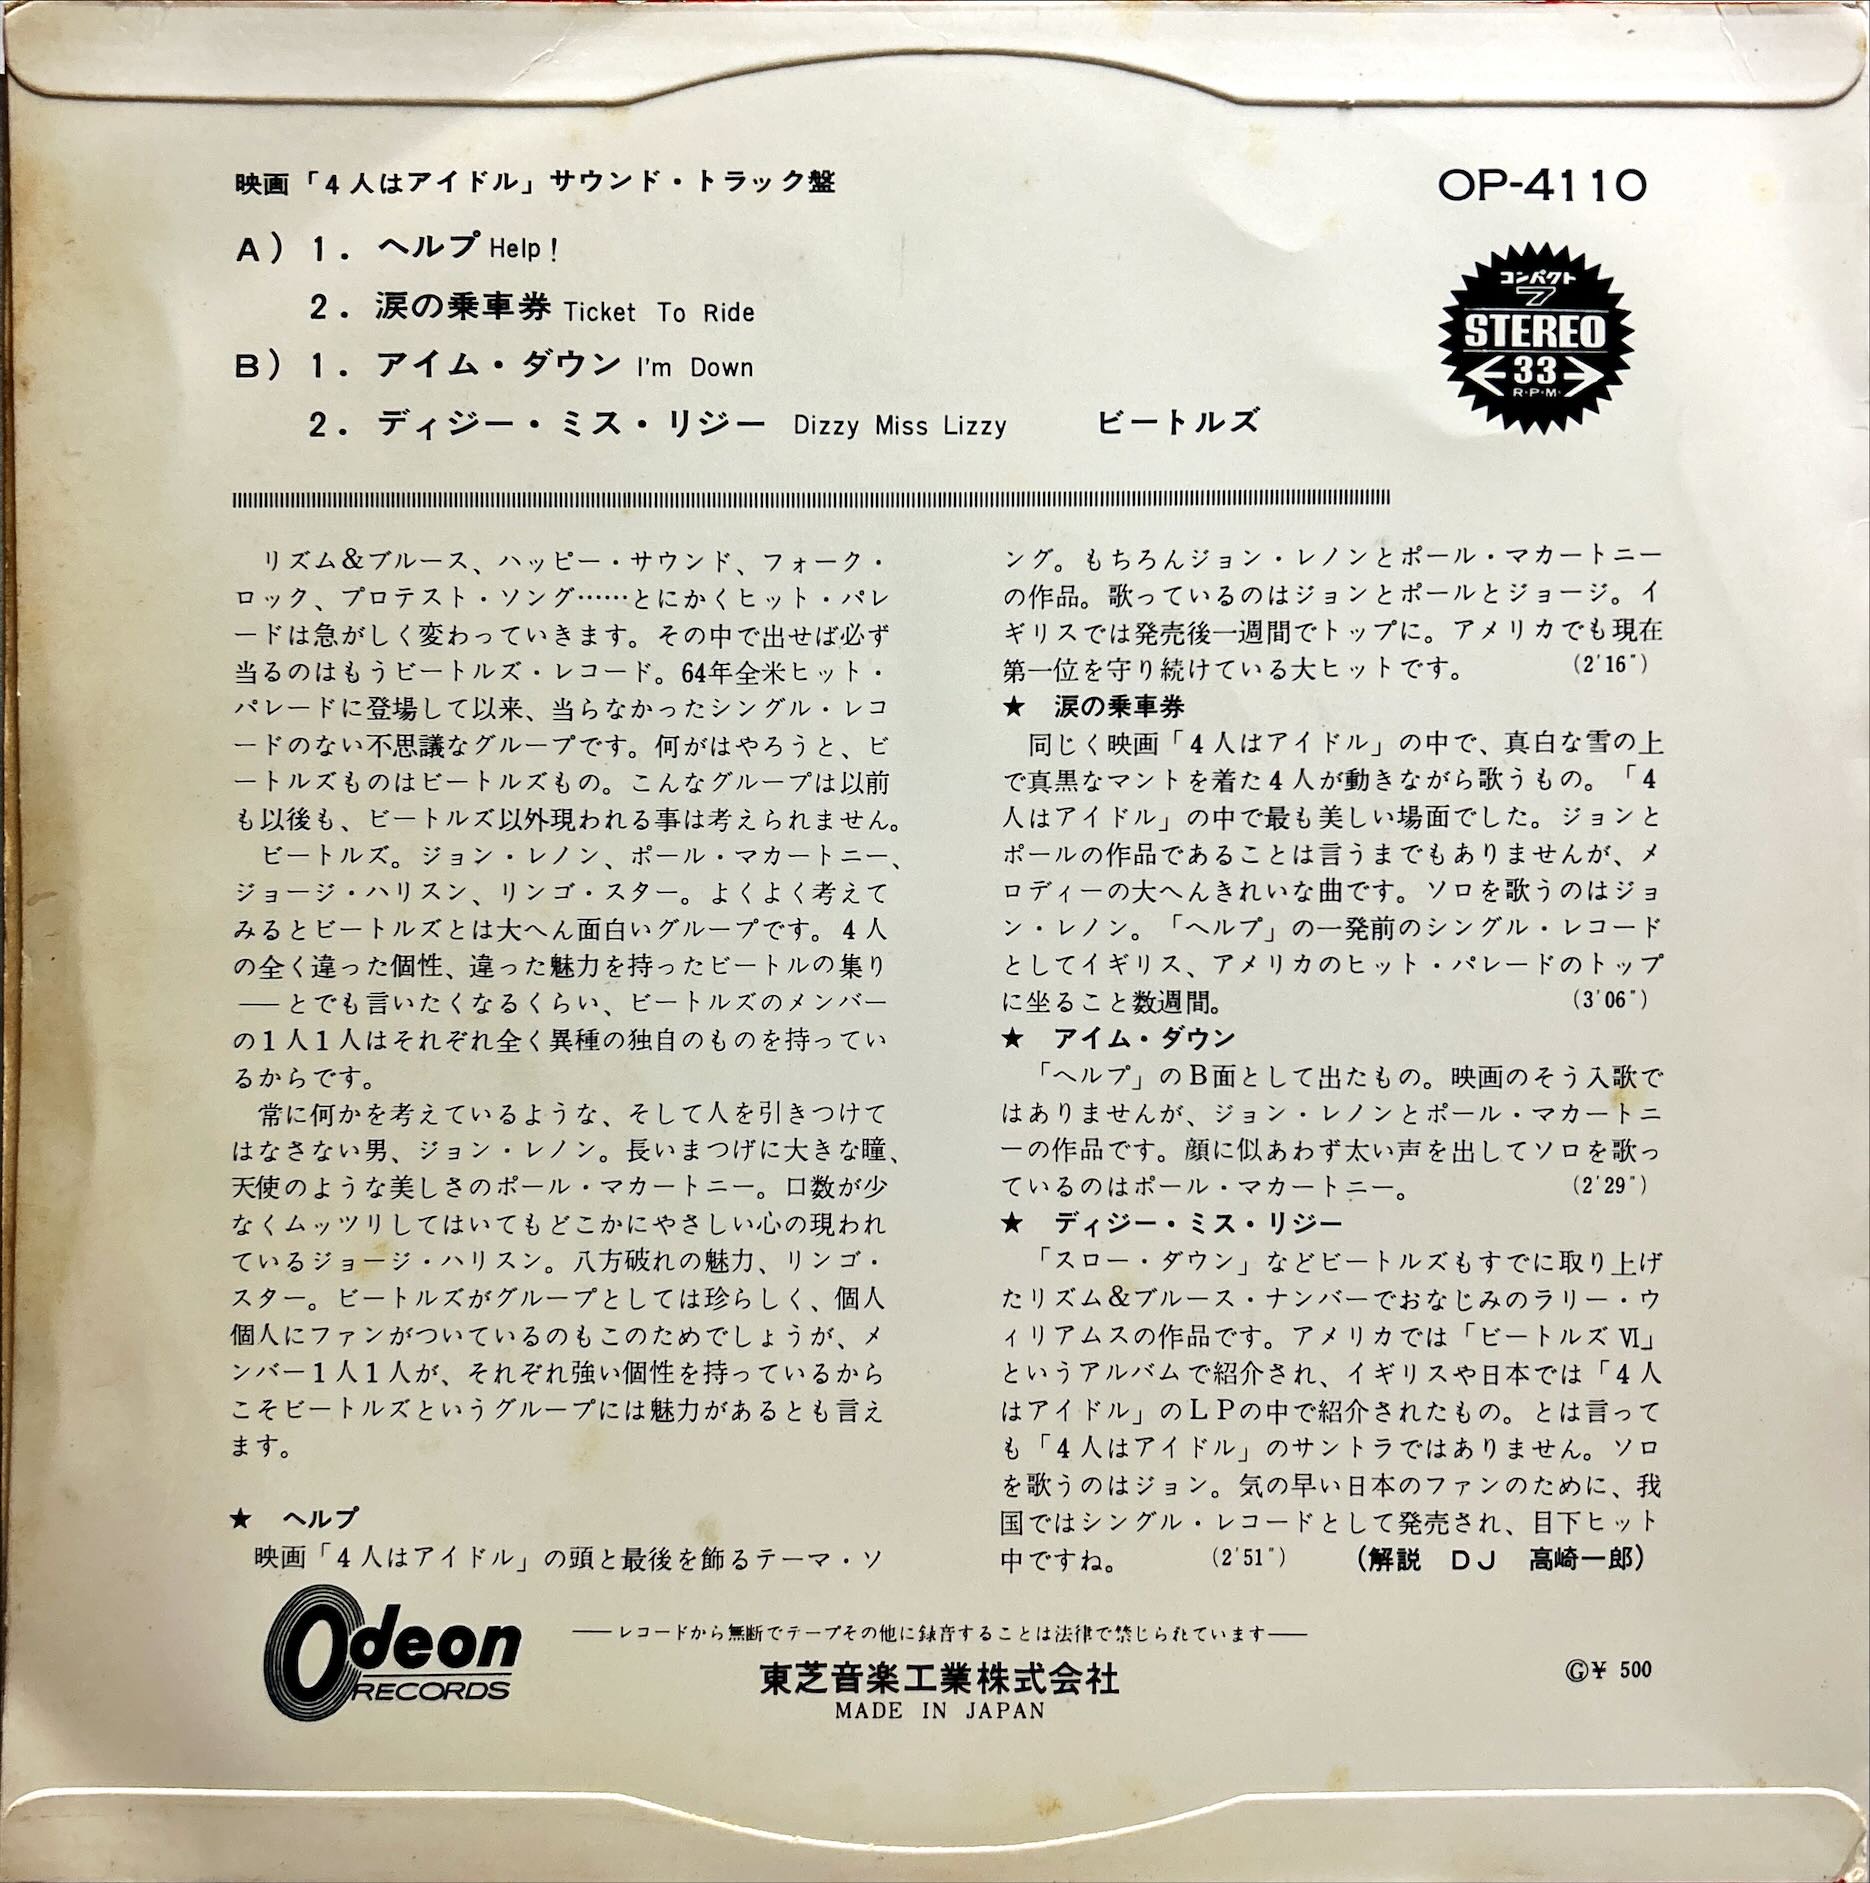 映画「4人はアイドル」サウンド・トラック盤
OP-4110
A) 1. ヘルプ Help!
2. 涙の乗車券 Ticket To Ride
B) 1. アイム・ダウン I'm Down
2. ディジー・ミス・リジー Dizzy Miss Lizzy ビートルズ
コンパクト
7
STEREO
33
R·P·M·
リズム&ブルース、ハッピー・サウンド、フォーク・
ロック、プロテスト・ソング……とにかくヒット・パレ
ードは急がしく変わっていきます。その中で出せば必ず
当るのはもうビートルズ・レコード。64年全米ヒット・
パレードに登場して以来、当らなかったシングル・レコ
ードのない不思議なグループです。何がはやろうと、ビ
ートルズものはビートルズもの。こんなグループは以前
も以後も、ビートルズ以外現われる事は考えられません。
ビートルズ。ジョン・レノン、ポール・マカートニー、
ジョージ・ハリスン、リンゴ・スター。よくよく考えて
みるとビートルズとは大へん面白いグループです。4人
の全く違った個性、違った魅力を持ったビートルの集り
──とでも言いたくなるくらい、ビートルズのメンバー
の1人1人はそれぞれ全く異種の独自のものを持ってい
るからです。
常に何かを考えているような、そして人を引きつけて
はなさない男、ジョン・レノン。長いまつげに大きな瞳、
天使のような美しさのポール・マカートニー。口数が少
なくムッツリしてはいてもどこかにやさしい心の現われ
ているジョージ・ハリスン。八方破れの魅力、リンゴ・
スター。ビートルズがグループとしては珍らしく、個人
個人にファンがついているのもこのためでしょうが、メ
ンバー1人1人が、それぞれ強い個性を持っているから
こそビートルズというグループには魅力があるとも言え
ます。
★ ヘルプ
映画「4人はアイドル」の頭と最後を飾るテーマ・ソ
ング。もちろんジョン・レノンとポール・マカートニー
の作品。歌っているのはジョンとポールとジョージ。イ
ギリスでは発売後一週間でトップに。アメリカでも現在
第一位を守り続けている大ヒットです。 (2'16")
★ 涙の乗車券
同じく映画「4人はアイドル」の中で、真白な雪の上
で真黒なマントを着た4人が動きながら歌うもの。「4
人はアイドル」の中で最も美しい場面でした。ジョンと
ポールの作品であることは言うまでもありませんが、メ
ロディーの大へんきれいな曲です。ソロを歌うのはジョ
ン・レノン。「ヘルプ」の一発前のシングル・レコード
としてイギリス、アメリカのヒット・パレードのトップ
に坐ること数週間。 (3'06")
★ アイム・ダウン
「ヘルプ」のB面として出たもの。映画のそう入歌で
はありませんが、ジョン・レノンとポール・マカートニ
ーの作品です。顔に似あわず太い声を出してソロを歌っ
ているのはポール・マカートニー。 (2'29")
★ ディジー・ミス・リジー
「スロー・ダウン」などビートルズもすでに取り上げ
たリズム&ブルース・ナンバーでおなじみのラリー・ウ
ィリアムスの作品です。アメリカでは「ビートルズⅥ」
というアルバムで紹介され、イギリスや日本では「4人
はアイドル」のLPの中で紹介されたもの。とは言って
も「4人はアイドル」のサントラではありません。ソロ
を歌うのはジョン。気の早い日本のファンのために、我
国ではシングル・レコードとして発売され、目下ヒット
中ですね。 (2'51") (解説 DJ 高崎一郎)
Odeon
RECORDS
──レコードから無断でテープその他に録音することは法律で禁じられています──
東芝音楽工業株式会社
MADE IN JAPAN
Ⓖ¥ 500